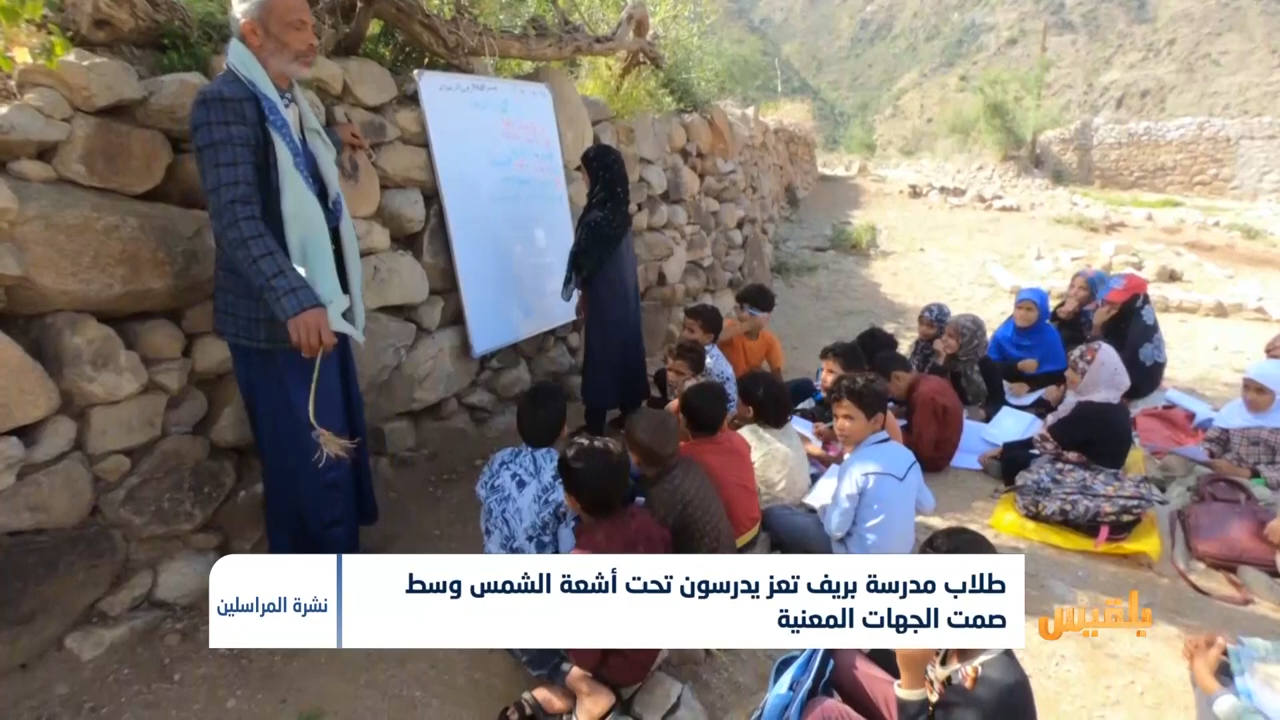 طلاب مدرسة بريف تعز يدرسون تحت أشعة الشمس وسط
صمت الجهات المعنية
نشرة المراسلين
بلقيس